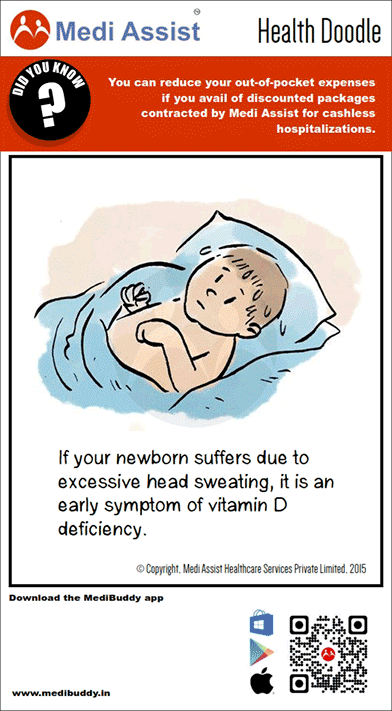 Medi Assist
Health Doodle
DID YOU KNOW
?
You can reduce your out-of-pocket expenses
if you avail of discounted packages
contracted by Medi Assist for cashless
hospitalizations.
If your newborn suffers due to
excessive head sweating, it is an
early symptom of vitamin D
deficiency.
© Copyright, Medi Assist Healthcare Services Private Limited, 2015
Download the MediBuddy app
www.medibuddy.in